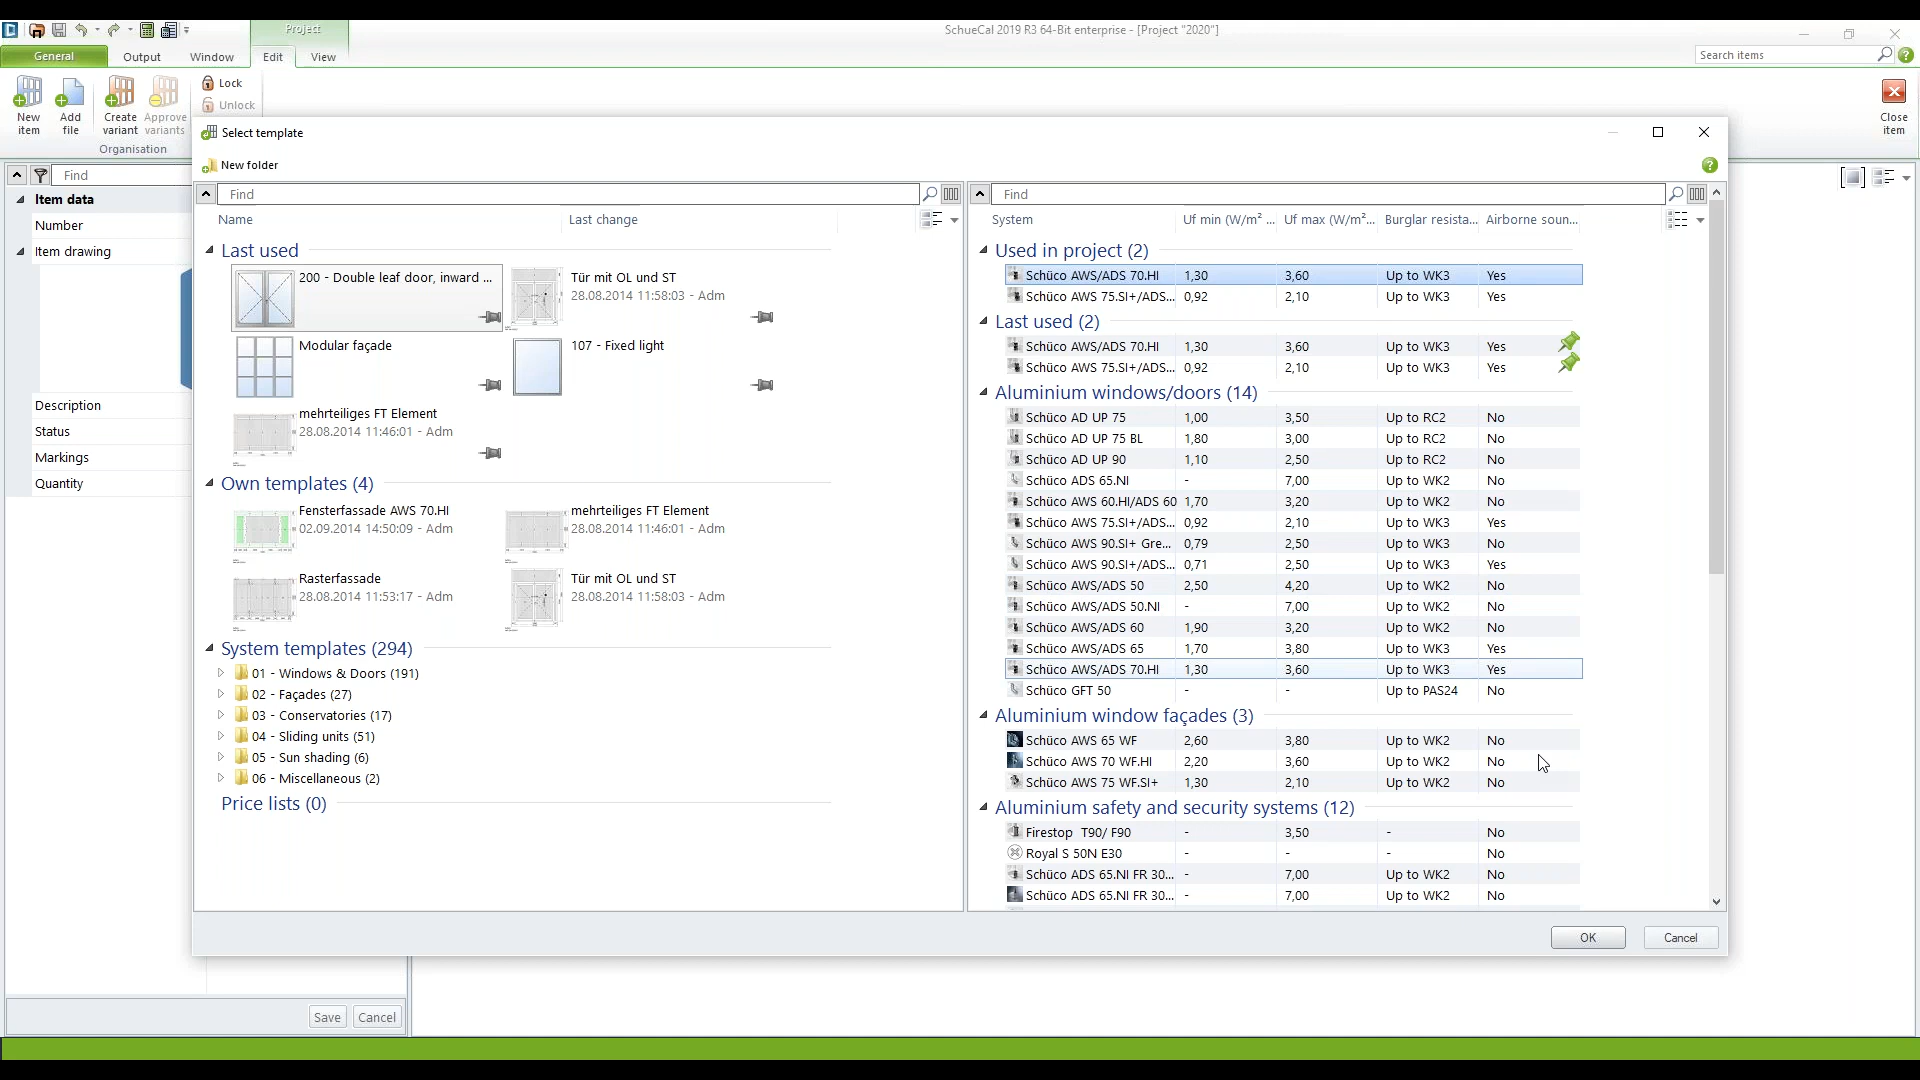 Project
SchueCal 2019 R3 64-Bit enterprise - [Project "2020"]
General
Output
Window
Edit
View
Search items
New item
Add file
Create variant
Approve variants
Lock
Unlock
Organisation
Close item
Find
Item data
Number
Item drawing
Description
Status
Markings
Quantity
Save
Cancel
Select template
New folder
Find
Name Last change
Last used
200 - Double leaf door, inward ...
Tür mit OL und ST
28.08.2014 11:58:03 - Adm
Modular façade
107 - Fixed light
mehrteiliges FT Element
28.08.2014 11:46:01 - Adm
Own templates (4)
Fensterfassade AWS 70.HI
02.09.2014 14:50:09 - Adm
mehrteiliges FT Element
28.08.2014 11:46:01 - Adm
Rasterfassade
28.08.2014 11:53:17 - Adm
Tür mit OL und ST
28.08.2014 11:58:03 - Adm
System templates (294)
01 - Windows & Doors (191)
02 - Façades (27)
03 - Conservatories (17)
04 - Sliding units (51)
05 - Sun shading (6)
06 - Miscellaneous (2)
Price lists (0)
Find
System Uf min (W/m² ... Uf max (W/m²... Burglar resista... Airborne soun...
Used in project (2)
Schüco AWS/ADS 70.HI 1,30 3,60 Up to WK3 Yes
Schüco AWS 75.SI+/ADS... 0,92 2,10 Up to WK3 Yes
Last used (2)
Schüco AWS/ADS 70.HI 1,30 3,60 Up to WK3 Yes
Schüco AWS 75.SI+/ADS... 0,92 2,10 Up to WK3 Yes
Aluminium windows/doors (14)
Schüco AD UP 75 1,00 3,50 Up to RC2 No
Schüco AD UP 75 BL 1,80 3,00 Up to RC2 No
Schüco AD UP 90 1,10 2,50 Up to RC2 No
Schüco ADS 65.NI - 7,00 Up to WK2 No
Schüco AWS 60.HI/ADS 60 1,70 3,20 Up to WK2 No
Schüco AWS 75.SI+/ADS... 0,92 2,10 Up to WK3 Yes
Schüco AWS 90.SI+ Gre... 0,79 2,50 Up to WK3 No
Schüco AWS 90.SI+/ADS... 0,71 2,50 Up to WK3 Yes
Schüco AWS/ADS 50 2,50 4,20 Up to WK2 No
Schüco AWS/ADS 50.NI - 7,00 Up to WK2 No
Schüco AWS/ADS 60 1,90 3,20 Up to WK2 No
Schüco AWS/ADS 65 1,70 3,80 Up to WK2 Yes
Schüco AWS/ADS 70.HI 1,30 3,60 Up to WK3 Yes
Schüco GFT 50 - - Up to PAS24 No
Aluminium window façades (3)
Schüco AWS 65 WF 2,60 3,80 Up to WK2 No
Schüco AWS 70 WF.HI 2,20 3,60 Up to WK2 No
Schüco AWS 75 WF.SI+ 1,30 2,10 Up to WK2 No
Aluminium safety and security systems (12)
Firestop T90/ F90 - 3,50 - No
Royal S 50N E30 - - - No
Schüco ADS 65.NI FR 30... - 7,00 Up to WK2 No
Schüco ADS 65.NI FR 30... - 7,00 Up to WK2 No
OK
Cancel